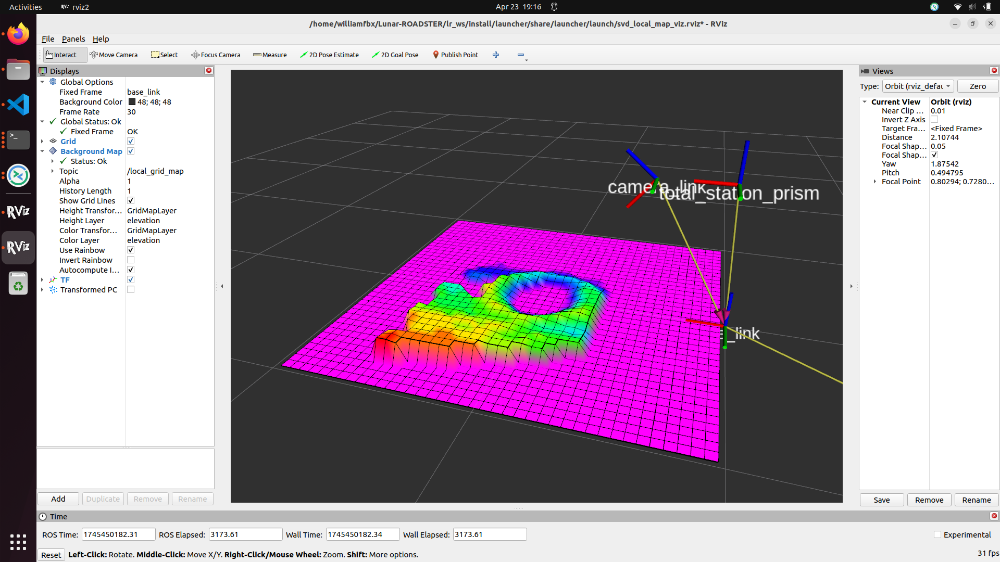 Activities
rviz2
Apr 23 19:16
/home/williamfbx/Lunar-ROADSTER/lr_ws/install/launcher/share/launcher/launch/svd_local_map_viz.rviz* - RViz
File Panels Help
Interact Move Camera Select Focus Camera Measure 2D Pose Estimate 2D Goal Pose Publish Point
Displays
Global Options
Fixed Frame base_link
Background Color 48; 48; 48
Frame Rate 30
Global Status: Ok
Fixed Frame OK
Grid
Background Map
Status: Ok
Topic /local_grid_map
Alpha 1
History Length 1
Show Grid Lines
Height Transfor... GridMapLayer
Height Layer elevation
Color Transfor... GridMapLayer
Color Layer elevation
Use Rainbow
Invert Rainbow
Autocompute I...
TF
Transformed PC
Add Duplicate Remove Rename
camera_link
total_station_prism
_link
Views
Type: Orbit (rviz_defau Zero
Current View Orbit (rviz)
Near Clip ... 0.01
Invert Z Axis
Target Fra... <Fixed Frame>
Distance 2.10744
Focal Shap... 0.05
Focal Shap...
Yaw 1.87542
Pitch 0.494795
Focal Point 0.80294; 0.7280...
Save Remove Rename
RViz
RViz
Time
ROS Time: 1745450182.31 ROS Elapsed: 3173.61 Wall Time: 1745450182.34 Wall Elapsed: 3173.61
Experimental
Reset Left-Click: Rotate. Middle-Click: Move X/Y. Right-Click/Mouse Wheel: Zoom. Shift: More options.
31 fps